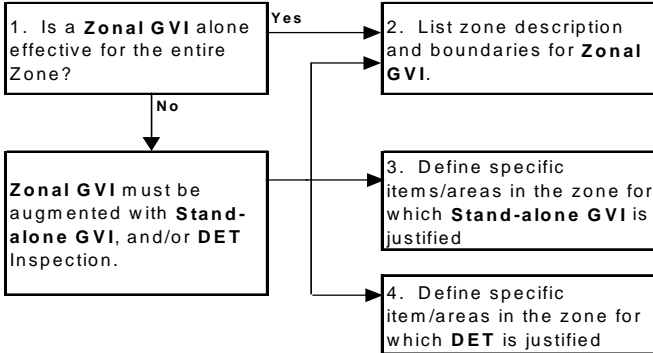 1. Is a Zonal GVI alone
effective for the entire
Zone?
Yes
2. List zone description
and boundaries for Zonal
GVI.
No
Zonal GVI must be
augmented with Stand-
alone GVI, and/or DET
Inspection.
3. Define specific
items/areas in the zone for
which Stand-alone GVI is
justified
4. Define specific
item/areas in the zone for
which DET is justified